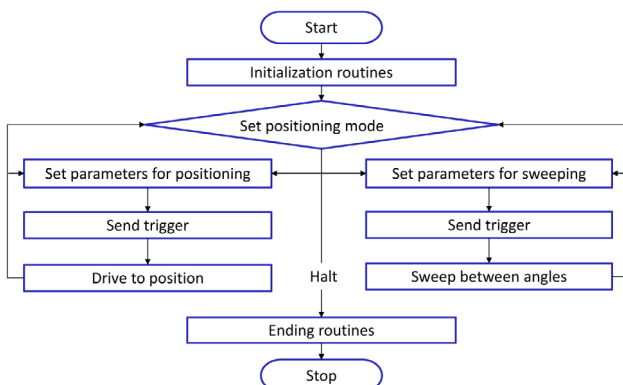 Start
Initialization routines
Set positioning mode
Set parameters for positioning
Set parameters for sweeping
Send trigger
Send trigger
Drive to position
Halt
Sweep between angles
Ending routines
Stop